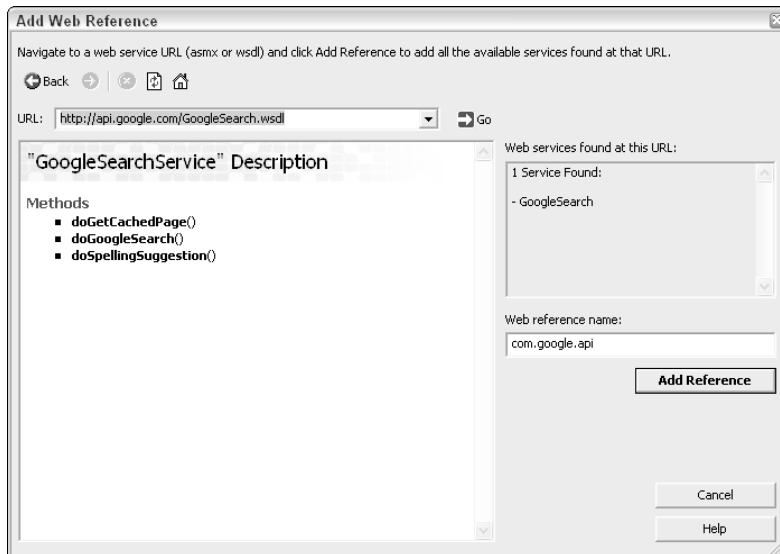 Add Web Reference
Navigate to a web service URL (asmx or wsdl) and click Add Reference to add all the available services found at that URL.
Back
URL: http://api.google.com/GoogleSearch.wsdl Go
"GoogleSearchService" Description
Methods
doGetCachedPage()
doGoogleSearch()
doSpellingSuggestion()
Web services found at this URL:
1 Service Found:
- GoogleSearch
Web reference name:
com.google.api
Add Reference
Cancel
Help